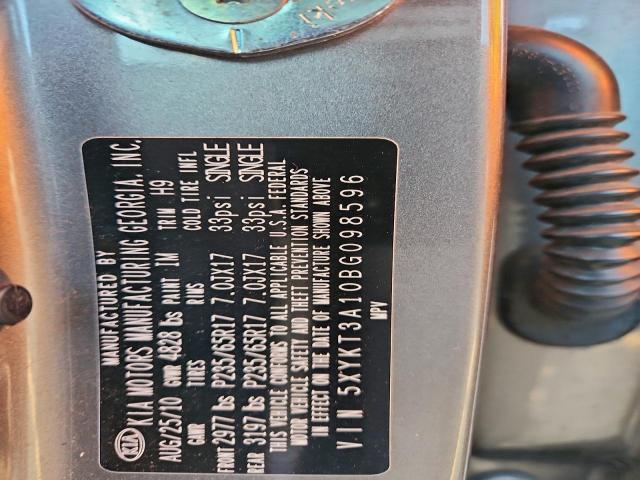 MANUFACTURED BY
KIA KIA MOTORS MANUFACTURING GEORGIA, INC.
AUG/25/10 GVWR 4828 lbs PAINT 1M TRIM H9
GAWR TIRES RIMS COLD TIRE INFL
FRONT 2977 lbs P235/65R17 7.0JX17 33psi SINGLE
REAR 3197 lbs P235/65R17 7.0JX17 33psi SINGLE
THIS VEHICLE CONFORMS TO ALL APPLICABLE U.S.A. FEDERAL
MOTOR VEHICLE SAFETY AND THEFT PREVENTION STANDARDS
IN EFFECT ON THE DATE OF MANUFACTURE SHOWN ABOVE
VIN 5XYKT3A10BG098596
MPV